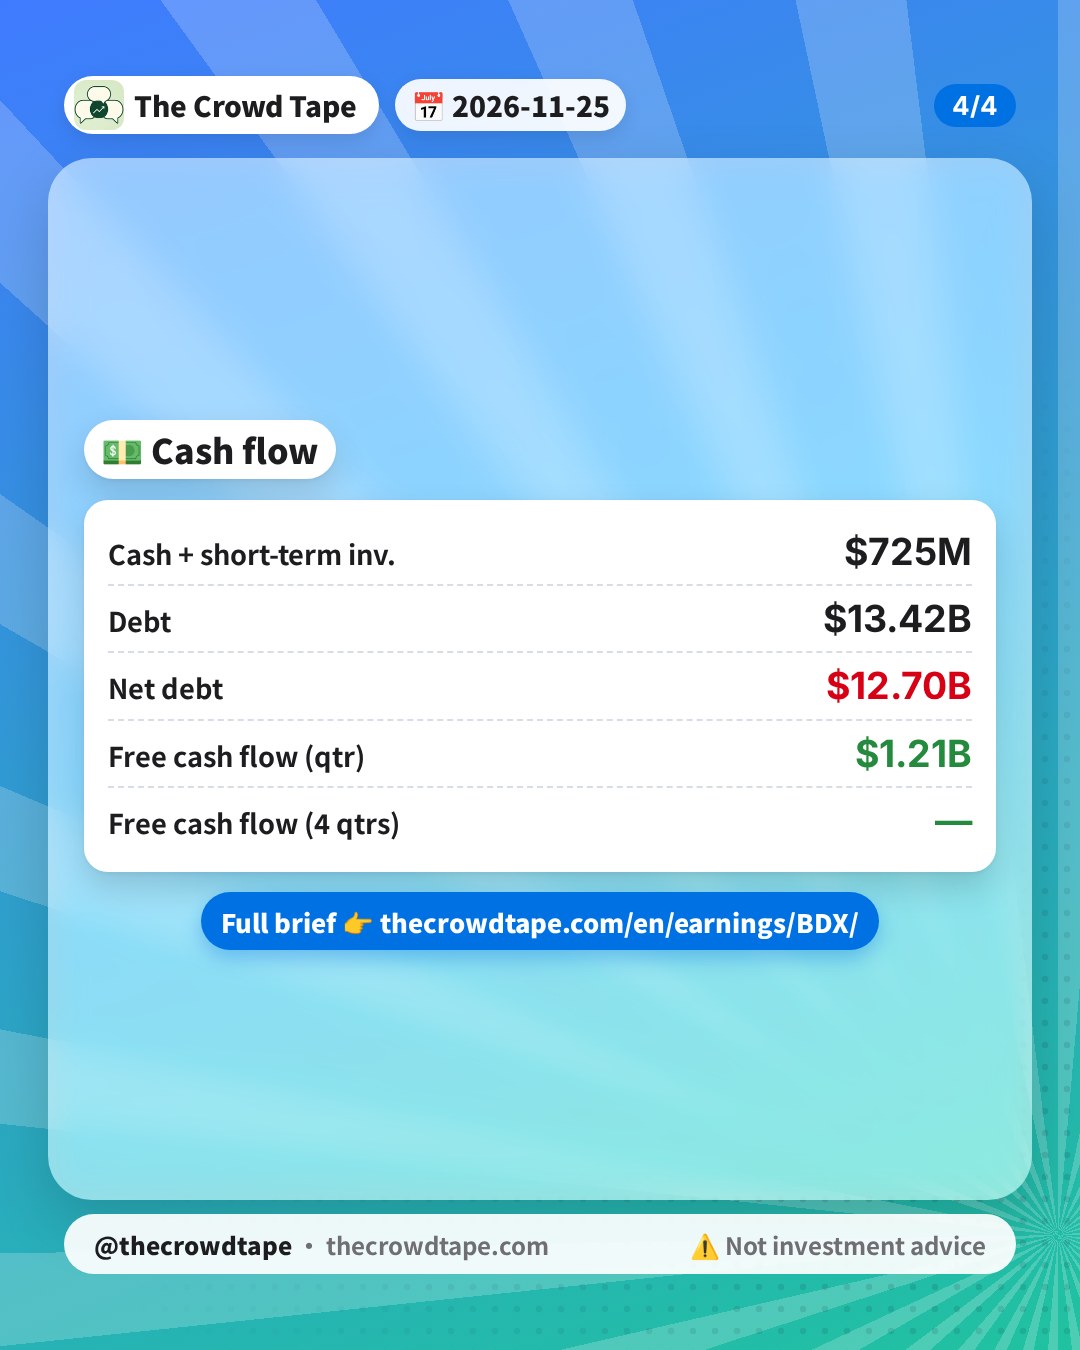 The Crowd Tape
📅 2026-11-25
4/4
💵 Cash flow
Cash + short-term inv. $725M
Debt $13.42B
Net debt $12.70B
Free cash flow (qtr) $1.21B
Free cash flow (4 qtrs) —
Full brief 👉 thecrowdtape.com/en/earnings/BDX/
@thecrowdtape • thecrowdtape.com
⚠️ Not investment advice